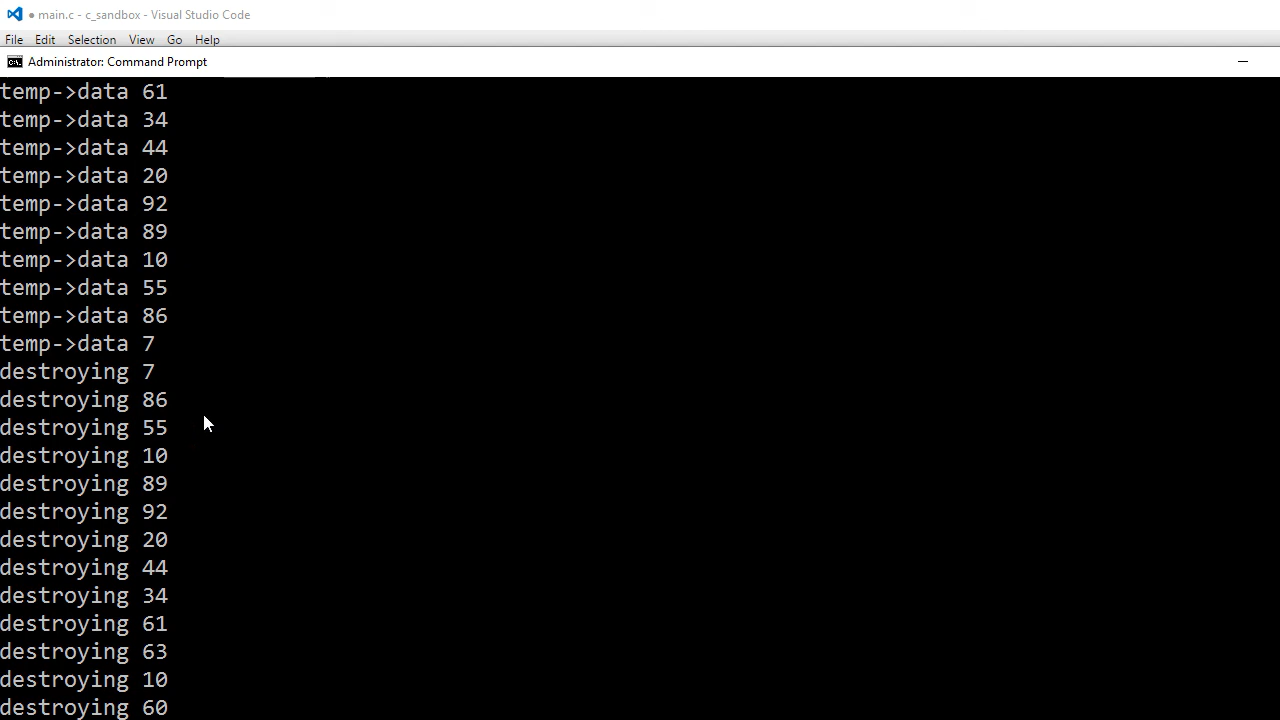 ● main.c - c_sandbox - Visual Studio Code
File Edit Selection View Go Help
Administrator: Command Prompt
temp->data 61
temp->data 34
temp->data 44
temp->data 20
temp->data 92
temp->data 89
temp->data 10
temp->data 55
temp->data 86
temp->data 7
destroying 7
destroying 86
destroying 55
destroying 10
destroying 89
destroying 92
destroying 20
destroying 44
destroying 34
destroying 61
destroying 63
destroying 10
destroying 60